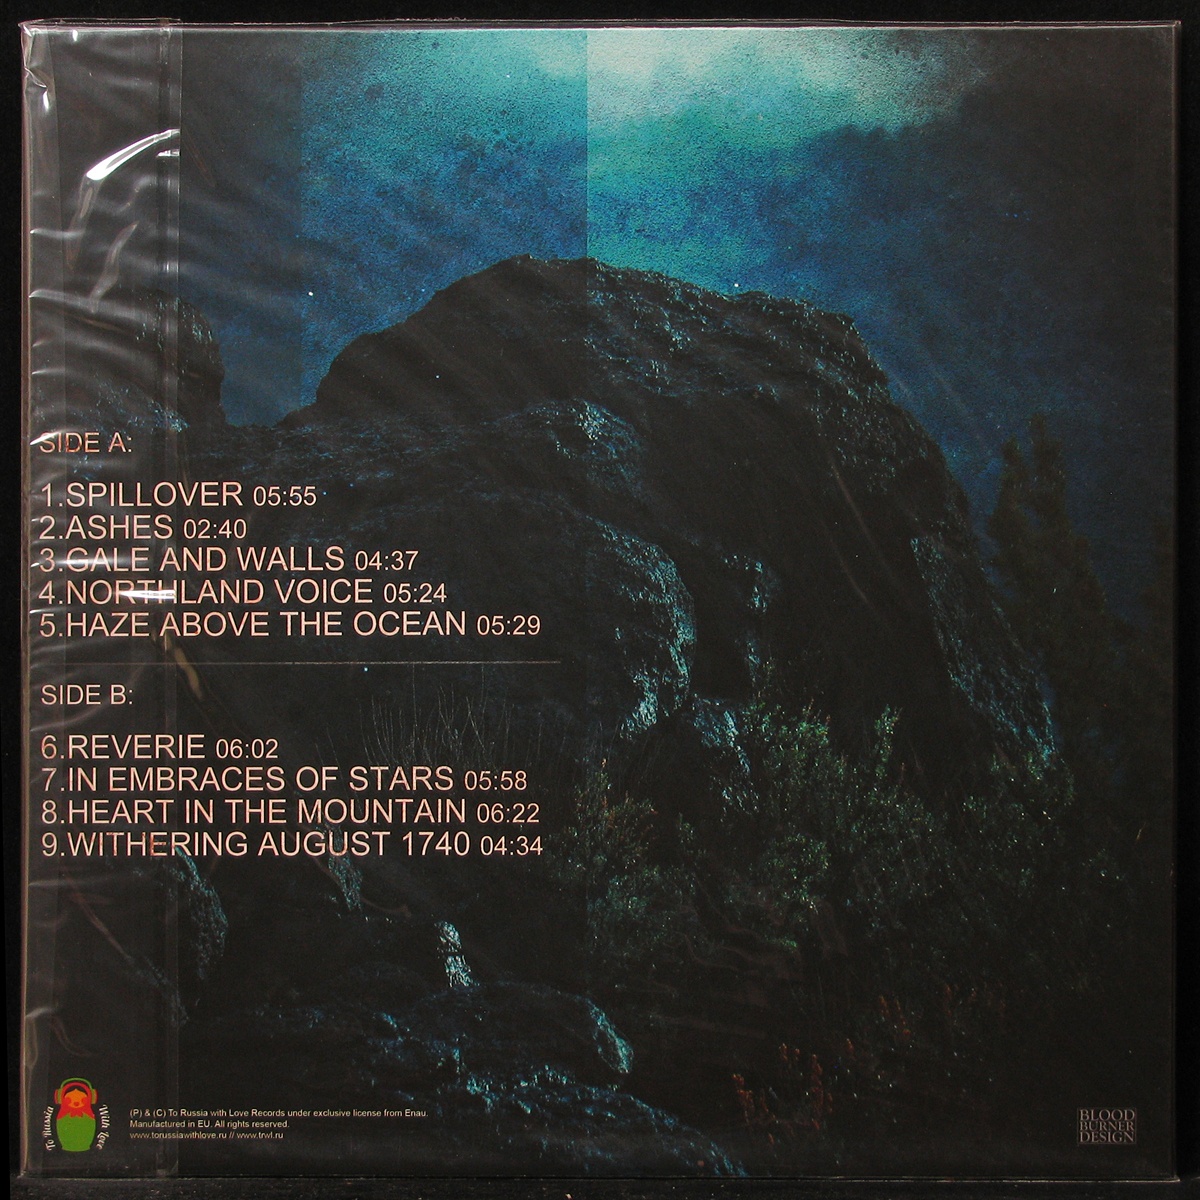 SIDE A:
1.SPILLOVER 05:55
2.ASHES 02:40
3.GALE AND WALLS 04:37
4.NORTHLAND VOICE 05:24
5.HAZE ABOVE THE OCEAN 05:29
SIDE B:
6.REVERIE 06:02
7.IN EMBRACES OF STARS 05:58
8.HEART IN THE MOUNTAIN 06:22
9.WITHERING AUGUST 1740 04:34
To Russia With Love
(P) & (C) To Russia with Love Records under exclusive license from Enau.
Manufactured in EU. All rights reserved.
www.torussiawithlove.ru // www.trwl.ru
BLOOD
BURNER
DESIGN